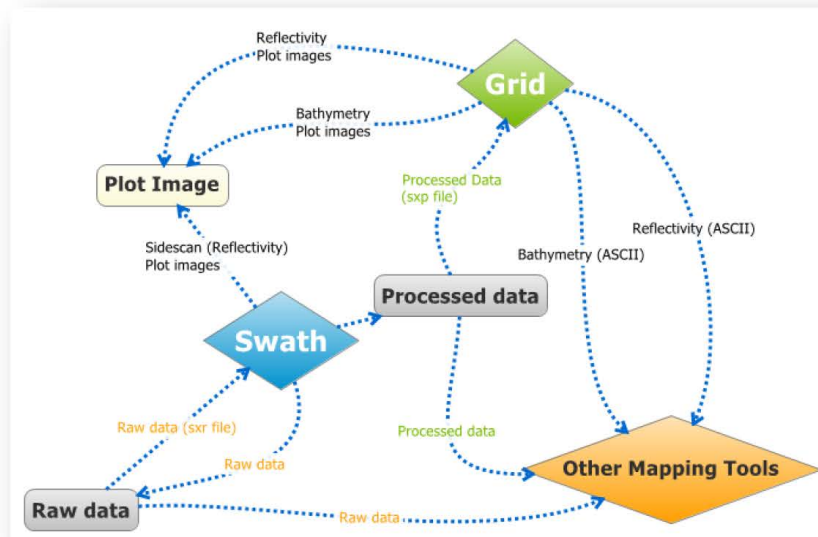 Reflectivity
Plot images
Grid
Bathymetry
Plot images
Plot Image
Processed Data
(sxp file)
Reflectivity (ASCII)
Sidescan (Reflectivity)
Plot images
Bathymetry (ASCII)
Processed data
Swath
Raw data (sxr file)
Processed data
Raw data
Other Mapping Tools
Raw data
Raw data